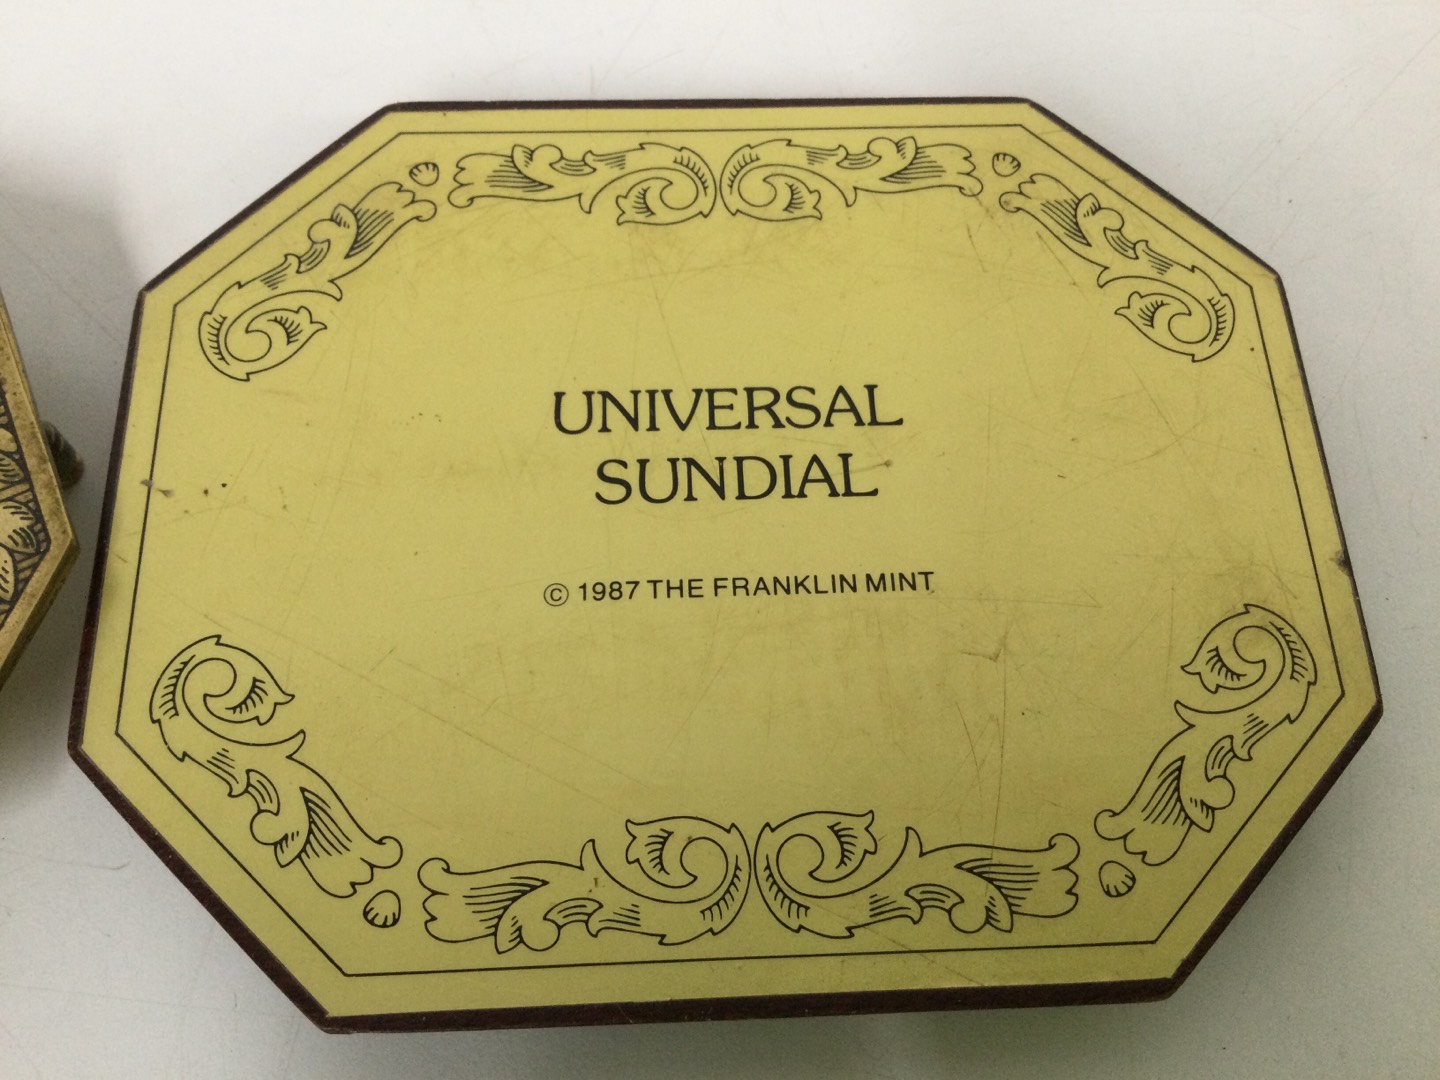 UNIVERSAL
SUNDIAL
© 1987 THE FRANKLIN MINT